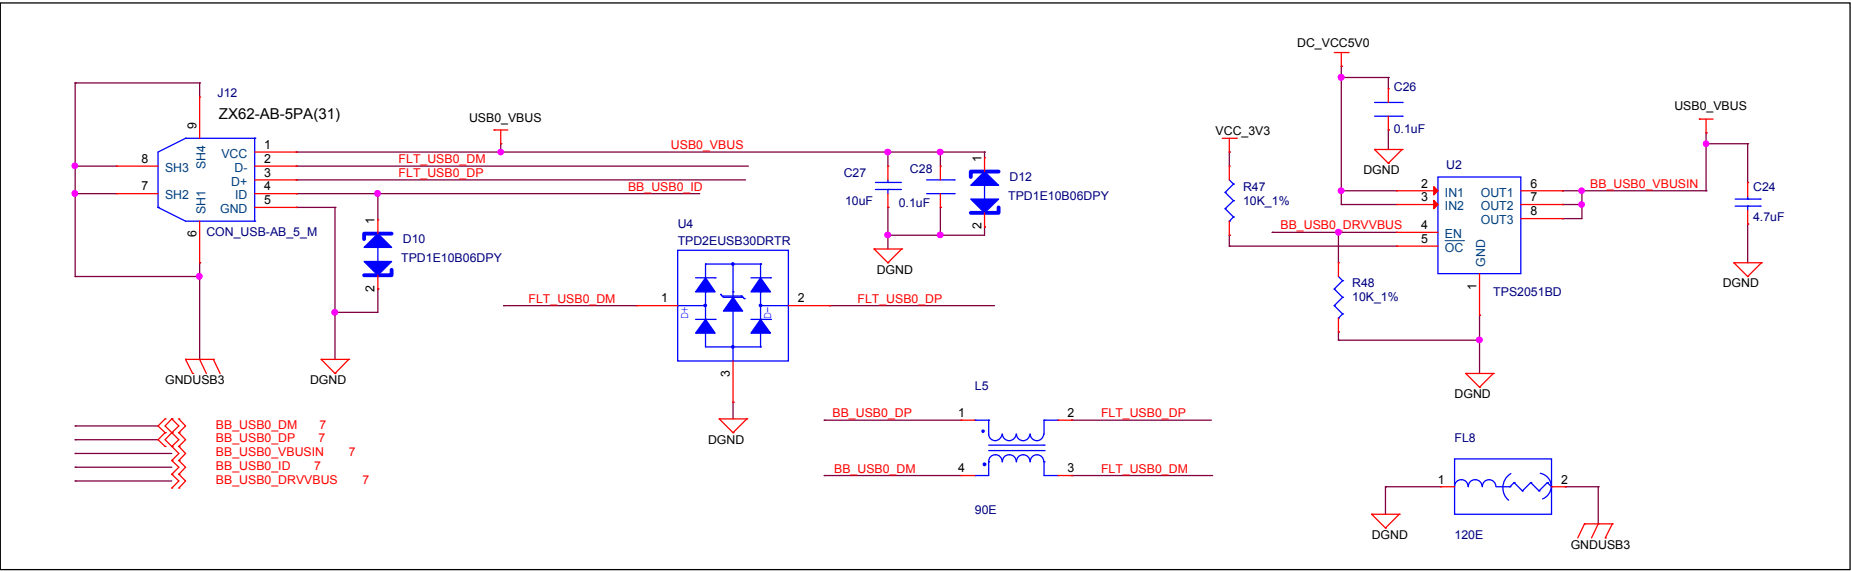 J12
ZX62-AB-5PA(31)
9
SH4
8
SH3
7
SH2
SH1
6
VCC
D-
D+
ID
GND
1
2
3
4
5
CON_USB-AB_5_M
GNDUSB3
USB0_VBUS
USB0_VBUS
FLT_USB0_DM
FLT_USB0_DP
BB_USB0_ID
1
D10
TPD1E10B06DPY
2
DGND
C27
10uF
C28
0.1uF
1
D12
TPD1E10B06DPY
2
DGND
U4
TPD2EUSB30DRTR
FLT_USB0_DM
1
D+
D-
2
FLT_USB0_DP
3
DGND
DC_VCC5V0
C26
0.1uF
DGND
VCC_3V3
R47
10K_1%
BB_USB0_DRVVBUS
R48
10K_1%
U2
2
3
4
5
IN1
IN2
EN
OC
GND
OUT1
OUT2
OUT3
6
7
8
1
TPS2051BD
DGND
BB_USB0_VBUSIN
USB0_VBUS
C24
4.7uF
DGND
BB_USB0_DM 7
BB_USB0_DP 7
BB_USB0_VBUSIN 7
BB_USB0_ID 7
BB_USB0_DRVVBUS 7
L5
BB_USB0_DP 1 2 FLT_USB0_DP
BB_USB0_DM 4 3 FLT_USB0_DM
90E
FL8
1 2
DGND
120E
GNDUSB3